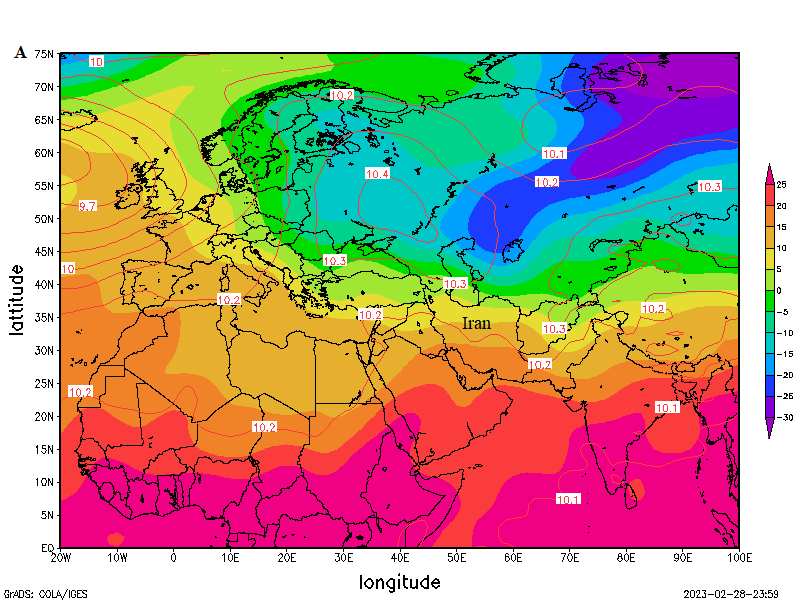 A
75N
70N
65N
60N
55N
50N
45N
40N
35N
30N
25N
20N
15N
10N
5N
EQ
lattitude
10
10.2
10.1
10.4
10.2
10.3
9.7
10
10.3
10.3
10.2
10.2
10.2
10.3
Iran
10.2
10.2
10.1
10.2
10.1
25
20
15
10
5
0
-5
-10
-15
-20
-25
-30
20W 10W 0 10E 20E 30E 40E 50E 60E 70E 80E 90E 100E
longitude
GrADS: COLA/IGES 2023-02-28-23:59